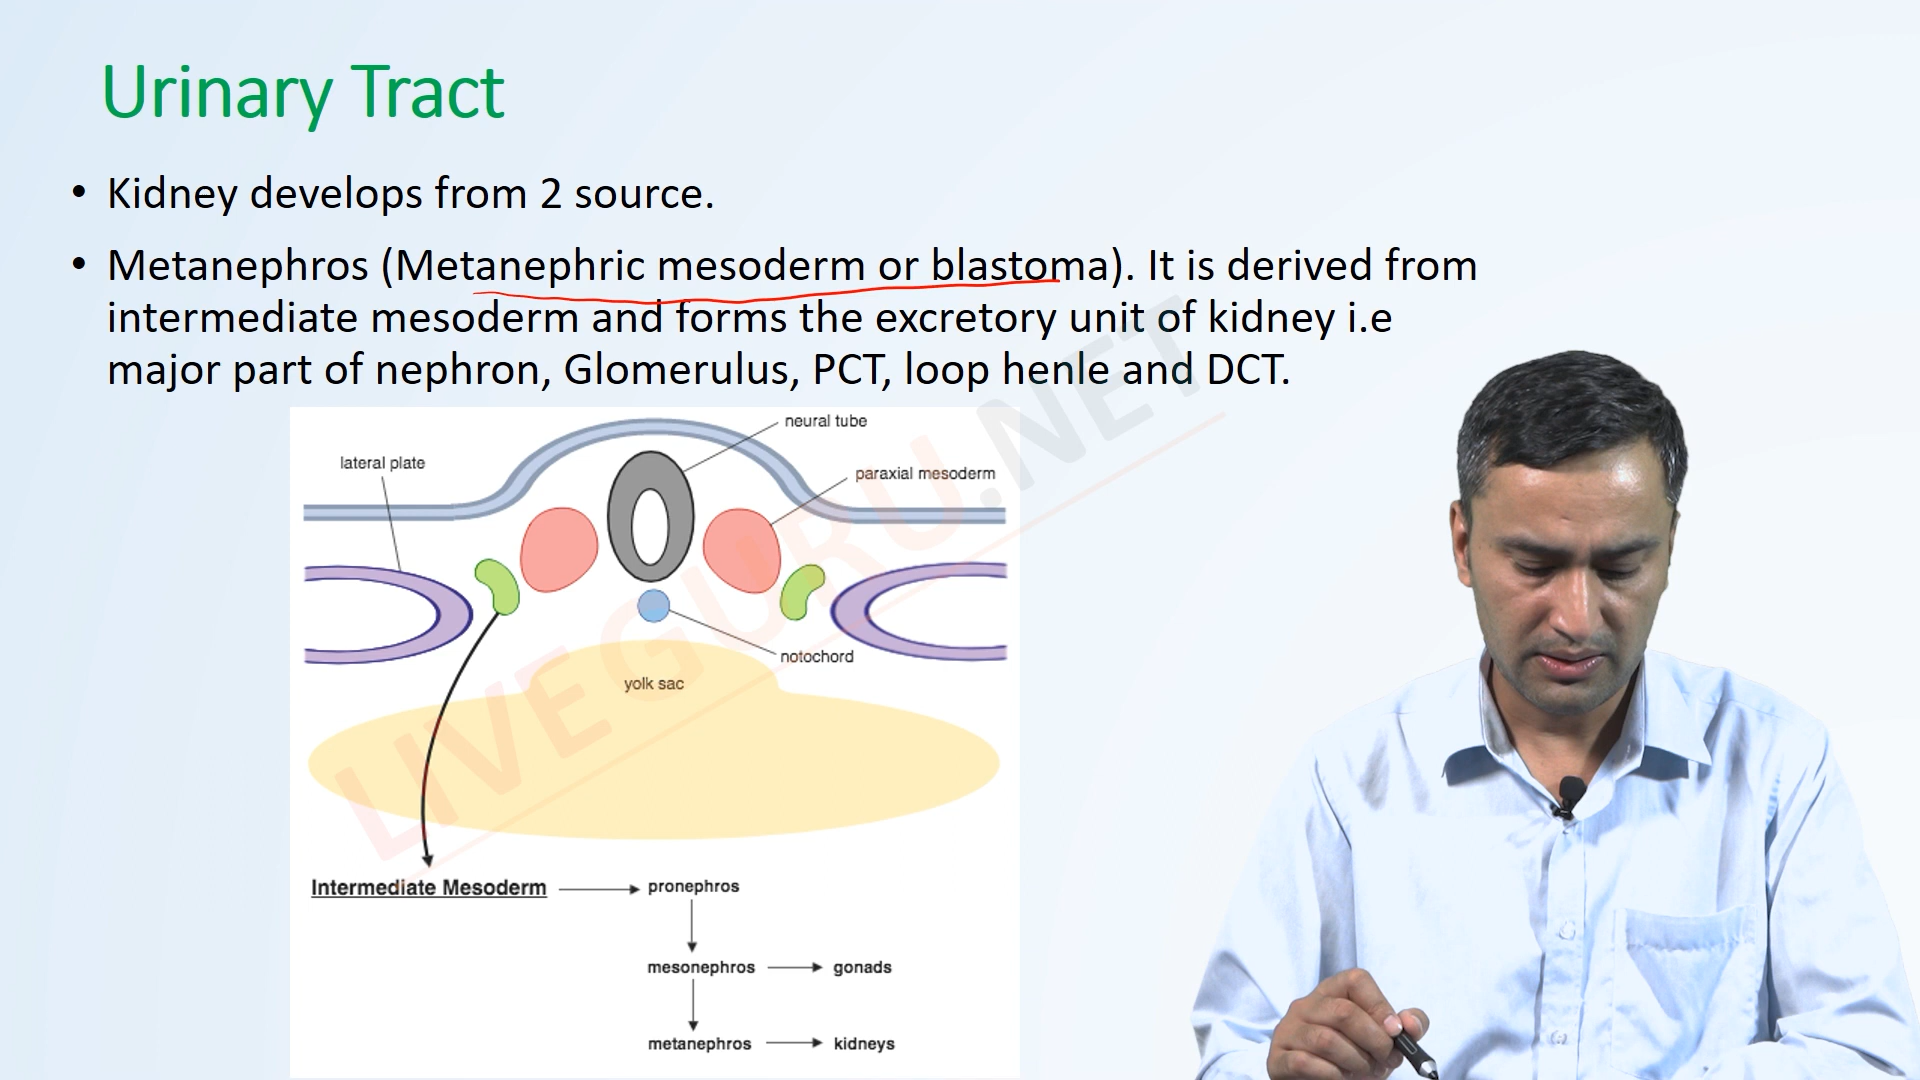 Urinary Tract
• Kidney develops from 2 source.
• Metanephros (Metanephric mesoderm or blastoma). It is derived from
intermediate mesoderm and forms the excretory unit of kidney i.e
major part of nephron, Glomerulus, PCT, loop henle and DCT.
neural tube
lateral plate
paraxial mesoderm
notochord
yolk sac
LIVEGURU.NET
Intermediate Mesoderm
pronephros
mesonephros
gonads
metanephros
kidneys